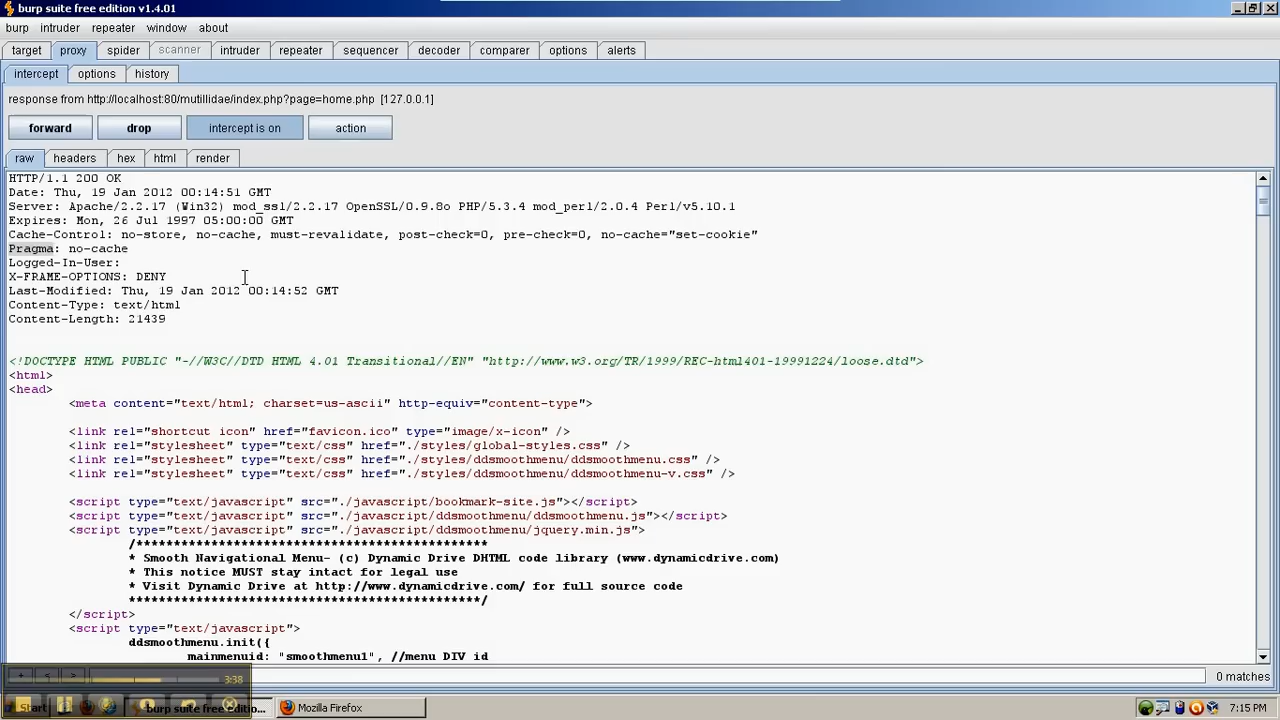 burp suite free edition v1.4.01
burp intruder repeater window about
target proxy spider scanner intruder repeater sequencer decoder comparer options alerts
intercept options history
response from http://localhost:80/mutillidae/index.php?page=home.php [127.0.0.1]
forward drop intercept is on action
raw headers hex html render
HTTP/1.1 200 OK
Date: Thu, 19 Jan 2012 00:14:51 GMT
Server: Apache/2.2.17 (Win32) mod_ssl/2.2.17 OpenSSL/0.9.8o PHP/5.3.4 mod_perl/2.0.4 Perl/v5.10.1
Expires: Mon, 26 Jul 1997 05:00:00 GMT
Cache-Control: no-store, no-cache, must-revalidate, post-check=0, pre-check=0, no-cache="set-cookie"
Pragma: no-cache
Logged-In-User:
X-FRAME-OPTIONS: DENY
Last-Modified: Thu, 19 Jan 2012 00:14:52 GMT
Content-Type: text/html
Content-Length: 21439
<!DOCTYPE HTML PUBLIC "-//W3C//DTD HTML 4.01 Transitional//EN" "http://www.w3.org/TR/1999/REC-html401-19991224/loose.dtd">
<html>
<head>
<meta content="text/html; charset=us-ascii" http-equiv="content-type">
<link rel="shortcut icon" href="favicon.ico" type="image/x-icon" />
<link rel="stylesheet" type="text/css" href="./styles/global-styles.css" />
<link rel="stylesheet" type="text/css" href="./styles/ddsmoothmenu/ddsmoothmenu.css" />
<link rel="stylesheet" type="text/css" href="./styles/ddsmoothmenu/ddsmoothmenu-v.css" />
<script type="text/javascript" src="./javascript/bookmark-site.js"></script>
<script type="text/javascript" src="./javascript/ddsmoothmenu/ddsmoothmenu.js"></script>
<script type="text/javascript" src="./javascript/ddsmoothmenu/jquery.min.js">
/***********************************************
* Smooth Navigational Menu- (c) Dynamic Drive DHTML code library (www.dynamicdrive.com)
* This notice MUST stay intact for legal use
* Visit Dynamic Drive at http://www.dynamicdrive.com/ for full source code
***********************************************/
</script>
<script type="text/javascript">
ddsmoothmenu.init({
mainmenuid: "smoothmenu1", //menu DIV id
+ < > 3:38 0 matches
Start burp suite free editio... Mozilla Firefox 7:15 PM